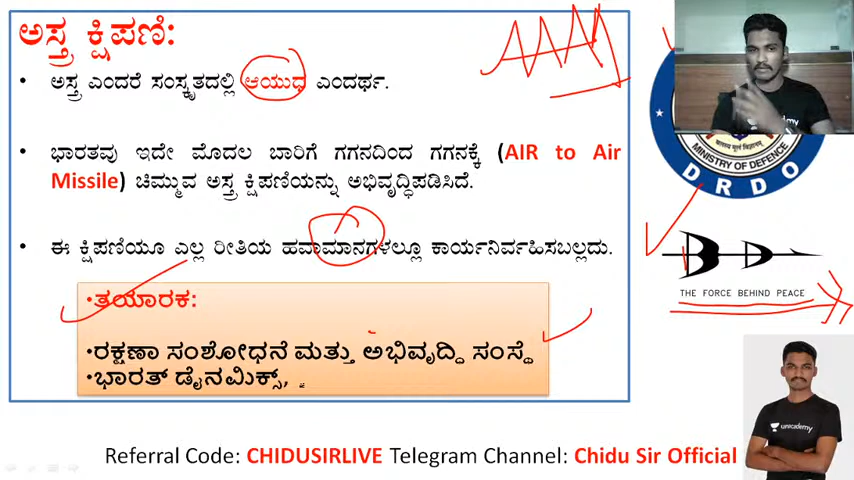 ಅಸ್ತ್ರ ಕ್ಷಿಪಣಿ:
• ಅಸ್ತ್ರ ಎಂದರೆ ಸಂಸ್ಕೃತದಲ್ಲಿ ಆಯುಧ ಎಂದರ್ಥ.
• ಭಾರತವು ಇದೇ ಮೊದಲ ಬಾರಿಗೆ ಗಗನದಿಂದ ಗಗನಕ್ಕೆ (AIR to Air
Missile) ಚಿಮ್ಮುವ ಅಸ್ತ್ರ ಕ್ಷಿಪಣಿಯನ್ನು ಅಭಿವೃದ್ಧಿಪಡಿಸಿದೆ.
• ಈ ಕ್ಷಿಪಣಿಯೂ ಎಲ್ಲ ರೀತಿಯ ಹವಾಮಾನಗಳಲ್ಲೂ ಕಾರ್ಯನಿರ್ವಹಿಸಬಲ್ಲದು.
•ತಯಾರಕ:
•ರಕ್ಷಣಾ ಸಂಶೋಧನೆ ಮತ್ತು ಅಭಿವೃದ್ಧಿ ಸಂಸ್ಥೆ
•ಭಾರತ್ ಡೈನಮಿಕ್ಸ್,
MINISTRY OF DEFENCE
DRDO
THE FORCE BEHIND PEACE
unacademy
Referral Code: CHIDUSIRLIVE Telegram Channel: Chidu Sir Official